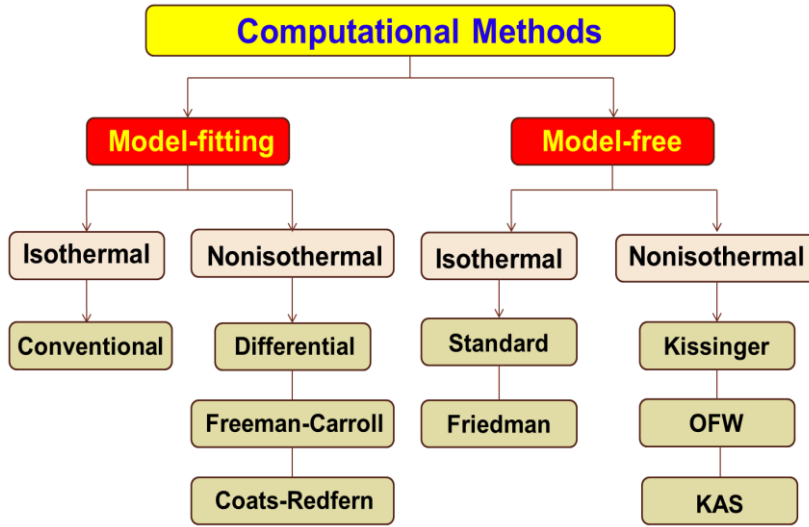 Computational Methods
Model-fitting
Model-free
Isothermal
Nonisothermal
Isothermal
Nonisothermal
Conventional
Differential
Standard
Kissinger
Freeman-Carroll
Friedman
OFW
Coats-Redfern
KAS